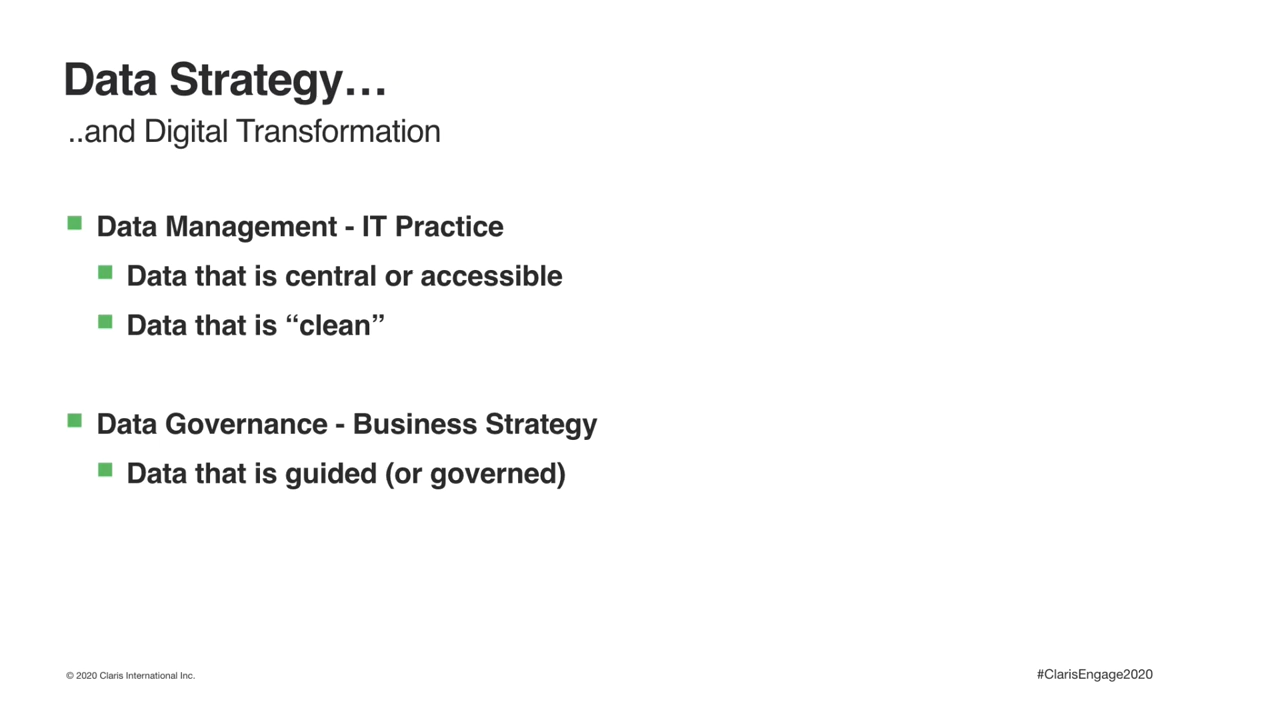 Data Strategy…
..and Digital Transformation
Data Management - IT Practice
Data that is central or accessible
Data that is “clean”
Data Governance - Business Strategy
Data that is guided (or governed)
© 2020 Claris International Inc.
#ClarisEngage2020